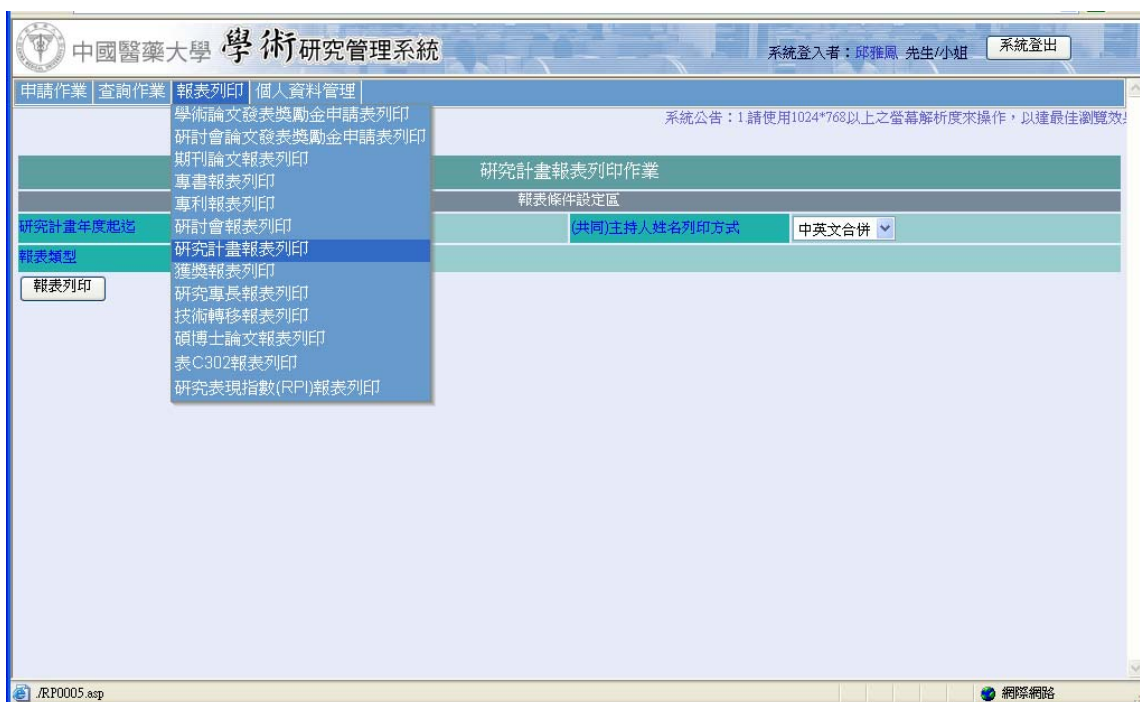 中國醫藥大學 學術研究管理系統
系統登入者：邱雅鳳 先生/小姐 系統登出
申請作業 查詢作業 報表列印 個人資料管理
學術論文發表獎勵金申請表列印
系統公告：1.請使用1024*768以上之螢幕解析度來操作，以達最佳瀏覽效
研討會論文發表獎勵金申請表列印
期刊論文報表列印
研究計畫報表列印作業
專書報表列印
專利報表列印
報表條件設定區
研究計畫年度起迄
研討會報表列印
(共同)主持人姓名列印方式 中英文合併
報表類型
研究計畫報表列印
獲獎報表列印
報表列印
研究專長報表列印
技術轉移報表列印
碩博士論文報表列印
表C302報表列印
研究表現指數(RPI)報表列印
./RP0005.asp
網際網路